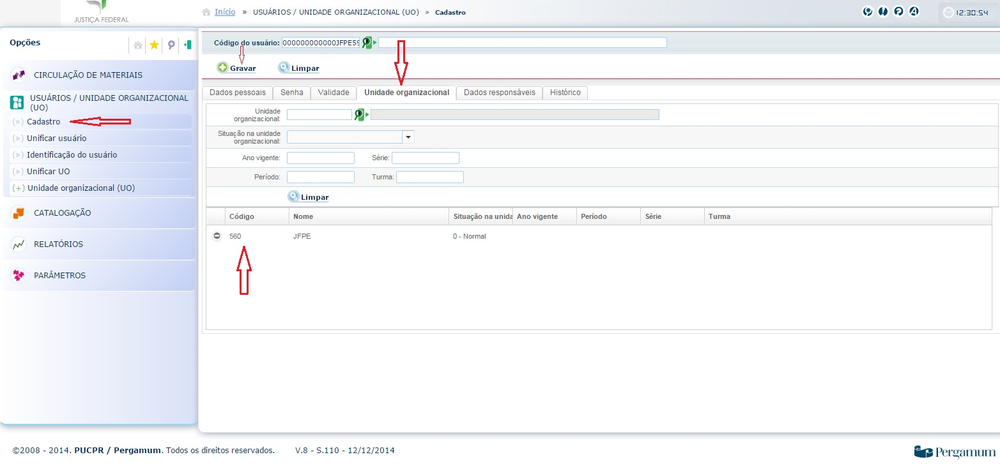 JUSTIÇA FEDERAL
Início » USUÁRIOS / UNIDADE ORGANIZACIONAL (UO) » Cadastro
12:30:54
Opções
CIRCULAÇÃO DE MATERIAIS
USUÁRIOS / UNIDADE ORGANIZACIONAL
(UO)
(») Cadastro
(») Unificar usuário
(») Identificação do usuário
(») Unificar UO
(+) Unidade organizacional (UO)
CATALOGAÇÃO
RELATÓRIOS
PARÂMETROS
Código do usuário: 000000000000JFPE59
Gravar Limpar
Dados pessoais Senha Validade Unidade organizacional Dados responsáveis Histórico
Unidade
organizacional:
Situação na unidade
organizacional:
Ano vigente: Série:
Período: Turma:
Limpar
Código Nome Situação na unida Ano vigente Período Série Turma
560 JFPE 0 - Normal
©2008 - 2014. PUCPR / Pergamum. Todos os direitos reservados. V.8 - S.110 - 12/12/2014
Pergamum